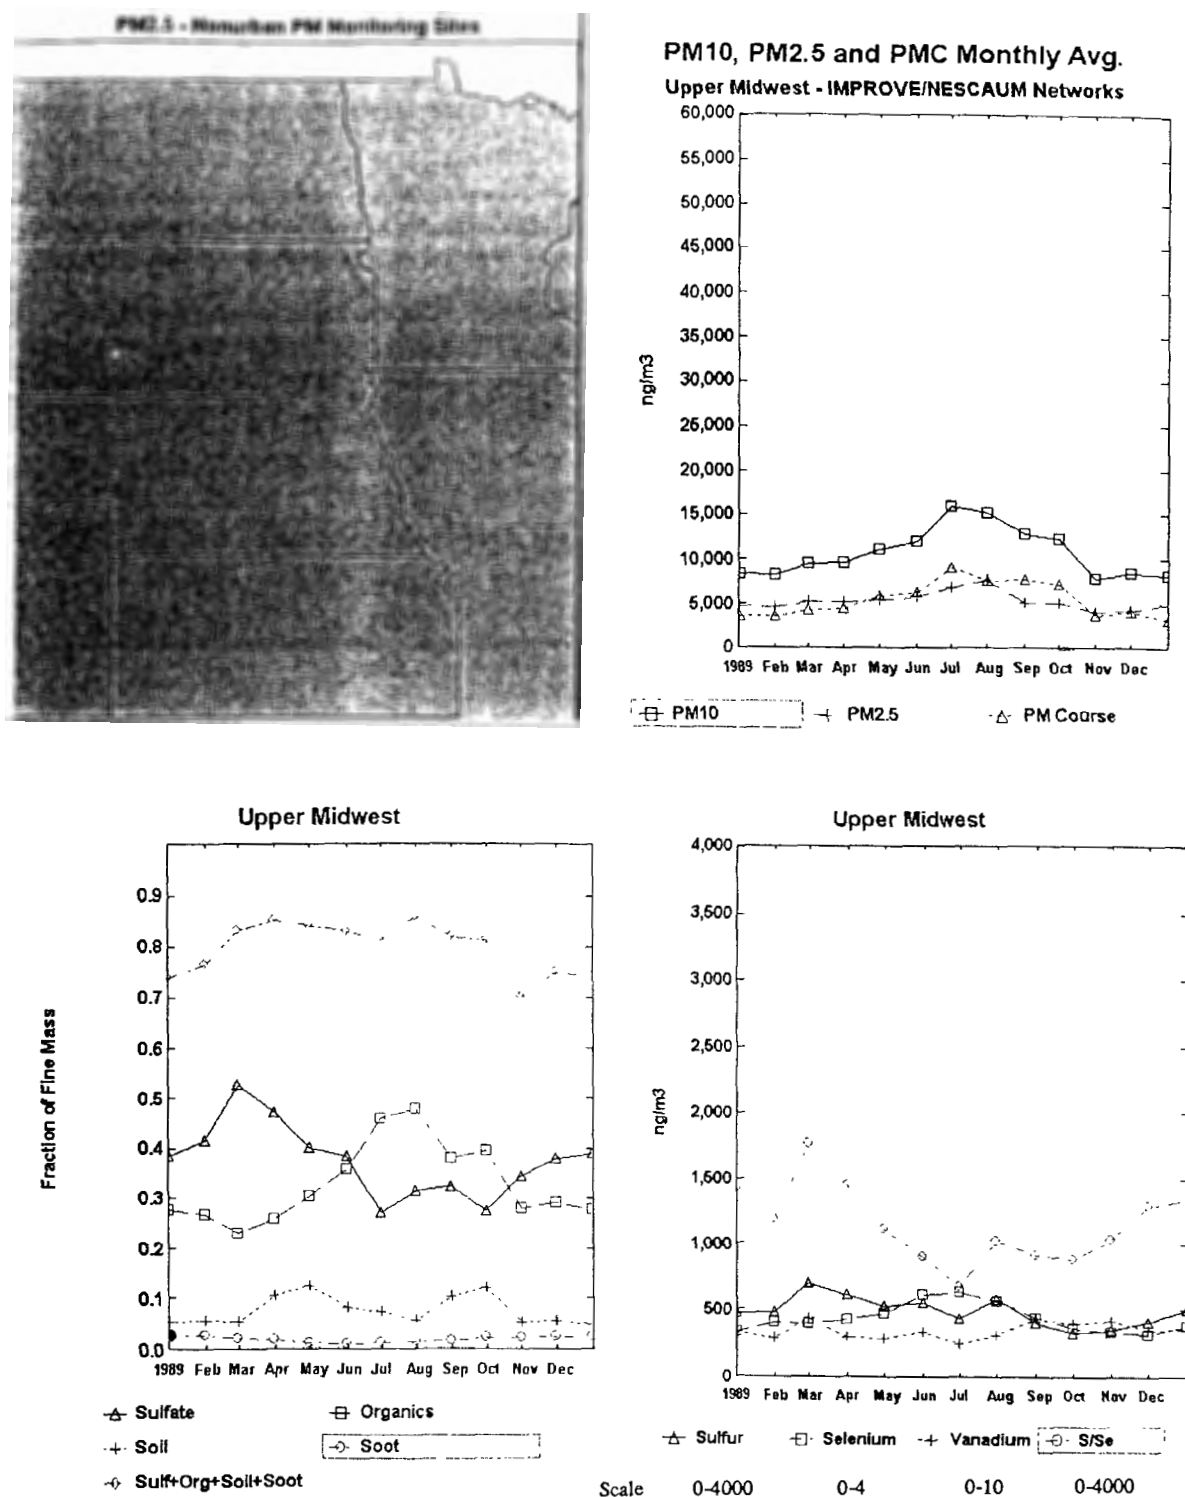 PM2.5 - Nonurban PM Monitoring Sites
PM10, PM2.5 and PMC Monthly Avg.
Upper Midwest - IMPROVE/NESCAUM Networks
60,000
55,000
50,000
45,000
40,000
35,000
30,000
25,000
20,000
15,000
10,000
5,000
0
ng/m3
1989 Feb Mar Apr May Jun Jul Aug Sep Oct Nov Dec
PM10 PM2.5 PM Coarse
Upper Midwest
0.9
0.8
0.7
0.6
0.5
0.4
0.3
0.2
0.1
0.0
Fraction of Fine Mass
1989 Feb Mar Apr May Jun Jul Aug Sep Oct Nov Dec
Sulfate Organics
Soil Soot
Sulf+Org+Soil+Soot
Upper Midwest
4,000
3,500
3,000
2,500
2,000
1,500
1,000
500
0
ng/m3
1989 Feb Mar Apr May Jun Jul Aug Sep Oct Nov Dec
Sulfur Selenium Vanadium S/Se
Scale 0-4000 0-4 0-10 0-4000